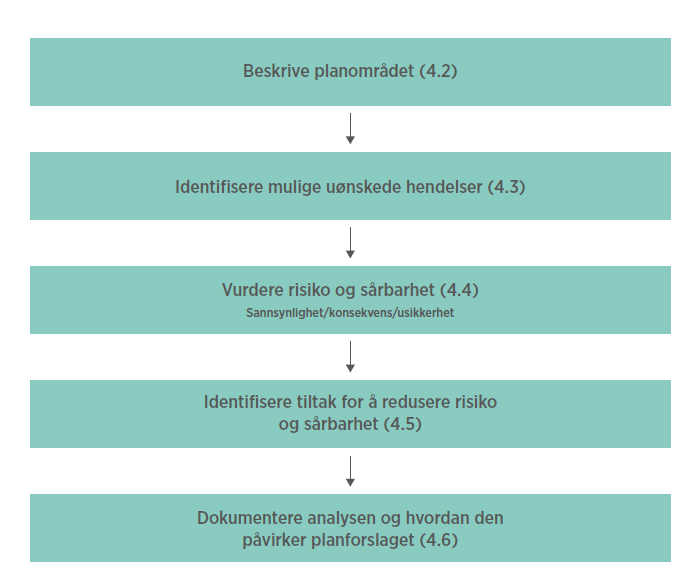 Beskrive planområdet (4.2)
Identifisere mulige uønskede hendelser (4.3)
Vurdere risiko og sårbarhet (4.4)
Sannsynlighet/konsekvens/usikkerhet
Identifisere tiltak for å redusere risiko
og sårbarhet (4.5)
Dokumentere analysen og hvordan den
påvirker planforslaget (4.6)